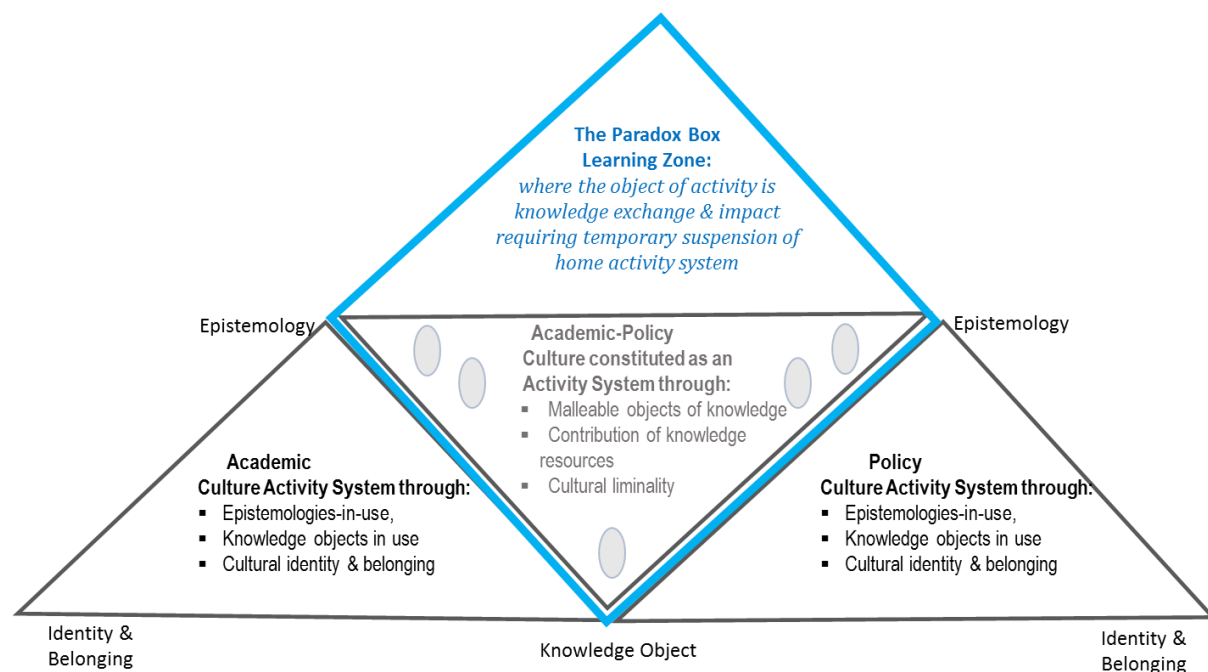 The Paradox Box
Learning Zone:
where the object of activity is
knowledge exchange & impact
requiring temporary suspension of
home activity system
Epistemology
Epistemology
Academic-Policy
Culture constituted as an
Activity System through:
▪ Malleable objects of knowledge
▪ Contribution of knowledge
resources
▪ Cultural liminality
Academic
Culture Activity System through:
▪ Epistemologies-in-use,
▪ Knowledge objects in use
▪ Cultural identity & belonging
Policy
Culture Activity System through:
▪ Epistemologies-in-use,
▪ Knowledge objects in use
▪ Cultural identity & belonging
Identity &
Belonging
Knowledge Object
Identity &
Belonging